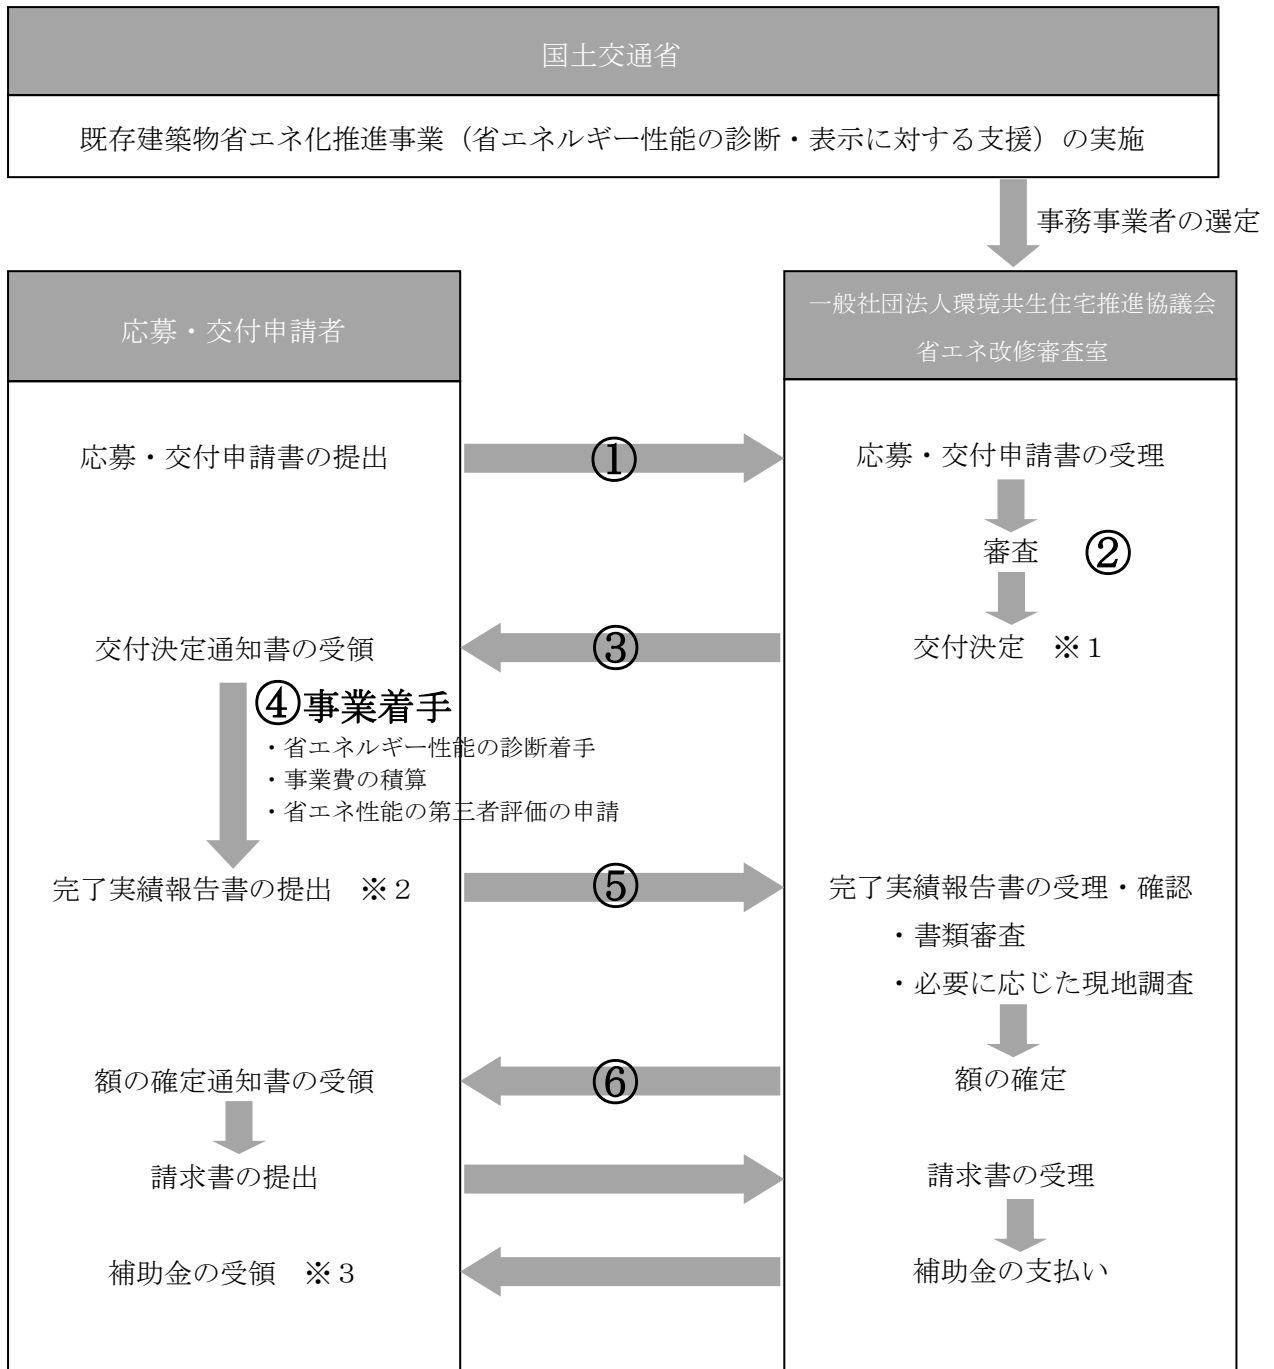 国土交通省
既存建築物省エネ化推進事業（省エネルギー性能の診断・表示に対する支援）の実施
事務事業者の選定
応募・交付申請者
一般社団法人環境共生住宅推進協議会
省エネ改修審査室
応募・交付申請書の提出
①
応募・交付申請書の受理
審査
②
交付決定通知書の受領
③
交付決定　※１
④事業着手
・省エネルギー性能の診断着手
・事業費の積算
・省エネ性能の第三者評価の申請
完了実績報告書の提出　※２
⑤
完了実績報告書の受理・確認
・書類審査
・必要に応じた現地調査
額の確定通知書の受領
⑥
額の確定
請求書の提出
請求書の受理
補助金の受領　※３
補助金の支払い